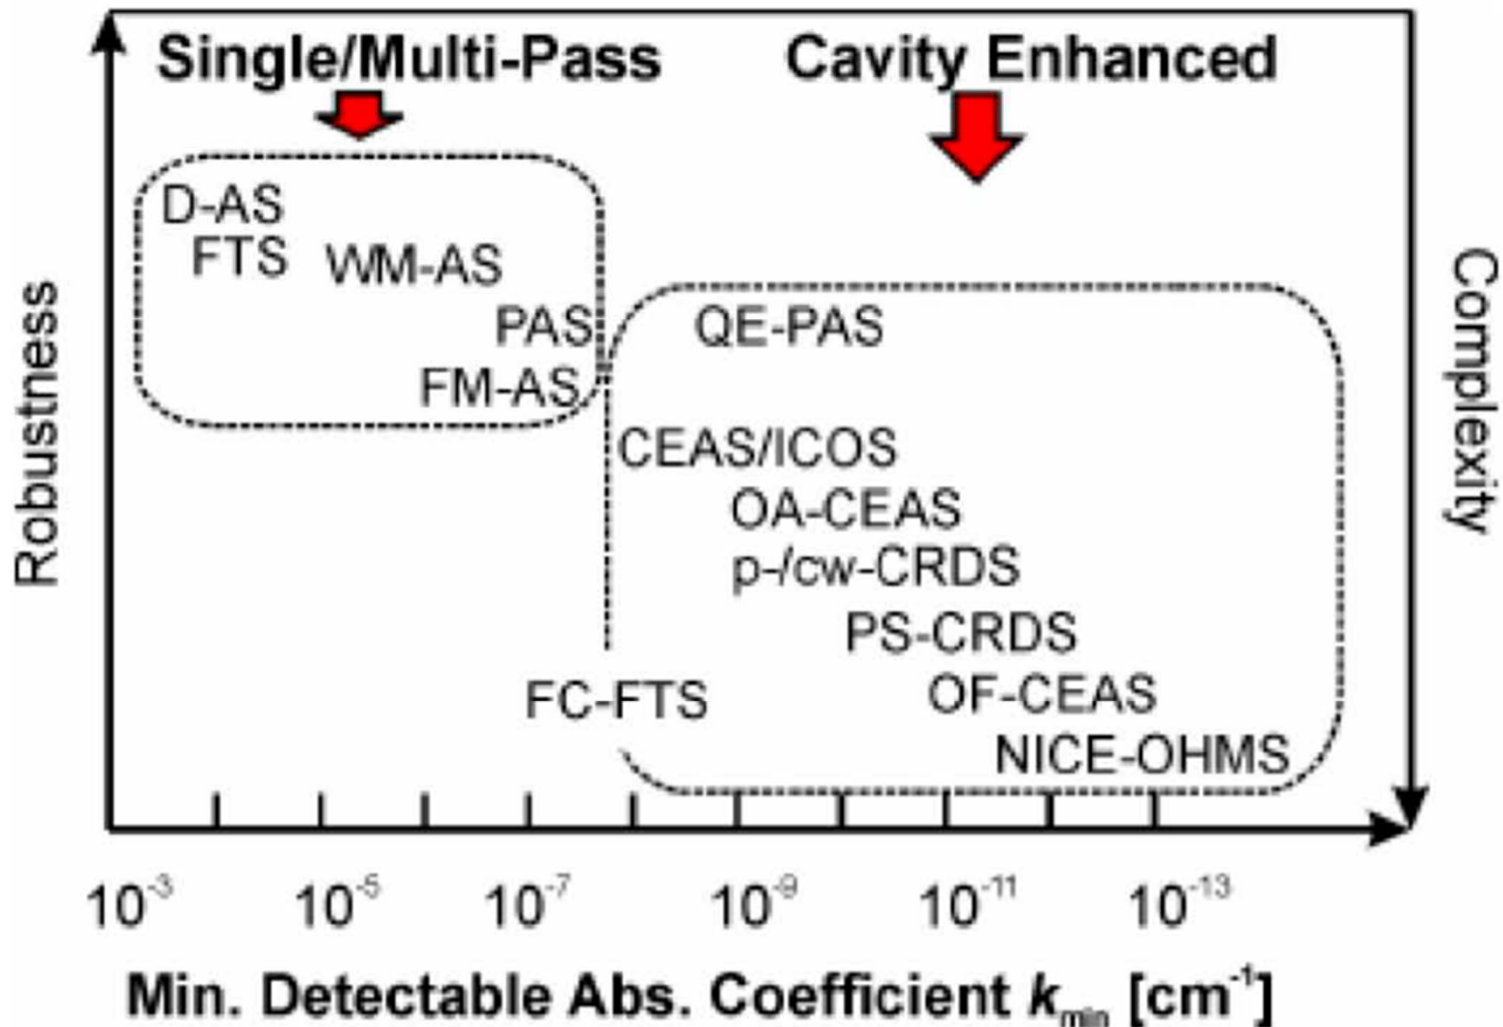 Single/Multi-Pass
Cavity Enhanced
D-AS
FTS
WM-AS
PAS
FM-AS
QE-PAS
CEAS/ICOS
OA-CEAS
p-/cw-CRDS
PS-CRDS
OF-CEAS
FC-FTS
NICE-OHMS
Robustness
Complexity
10⁻³ 10⁻⁵ 10⁻⁷ 10⁻⁹ 10⁻¹¹ 10⁻¹³
Min. Detectable Abs. Coefficient k_min [cm⁻¹]